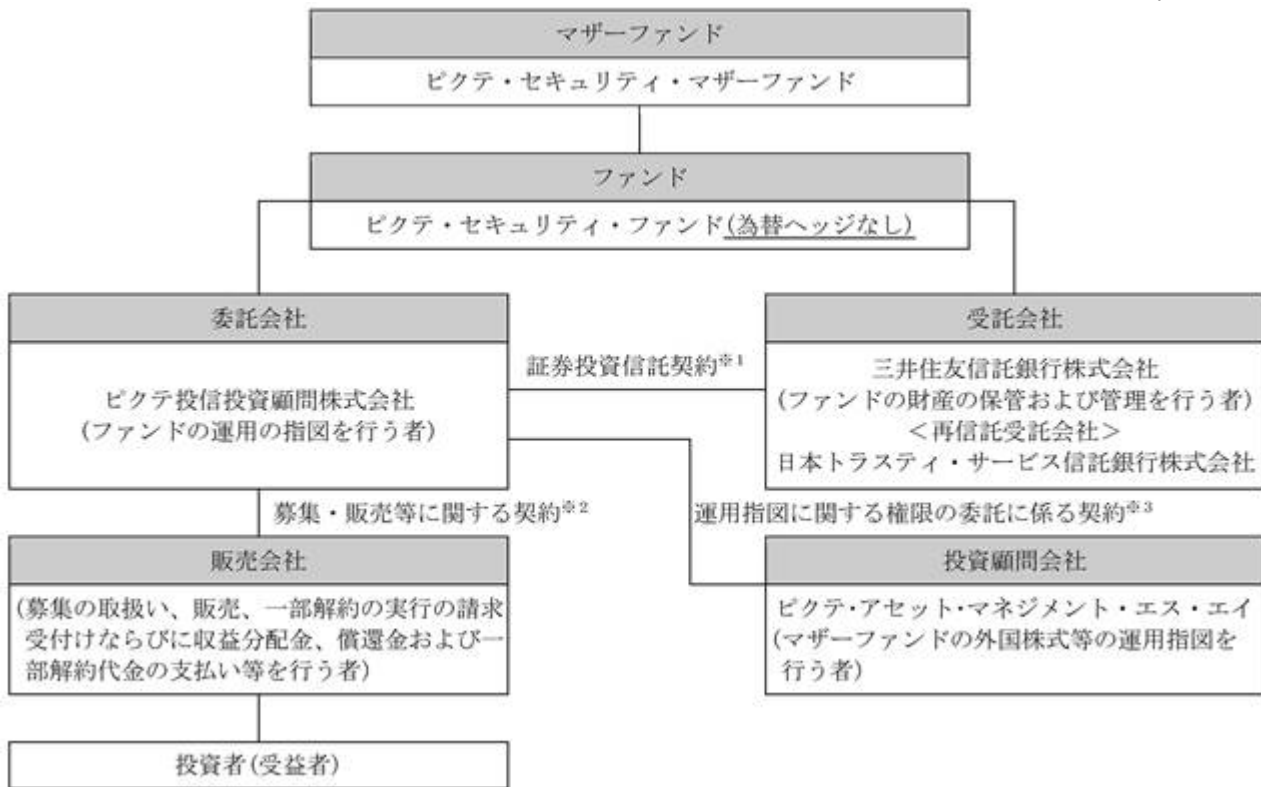 マザーファンド
ピクテ・セキュリティ・マザーファンド
ファンド
ピクテ・セキュリティ・ファンド(為替ヘッジなし)
委託会社
ピクテ投信投資顧問株式会社
(ファンドの運用の指図を行う者)
証券投資信託契約※1
受託会社
三井住友信託銀行株式会社
(ファンドの財産の保管および管理を行う者)
＜再信託受託会社＞
日本トラスティ・サービス信託銀行株式会社
募集・販売等に関する契約※2
運用指図に関する権限の委託に係る契約※3
販売会社
(募集の取扱い、販売、一部解約の実行の請求
受付けならびに収益分配金、償還金および一
部解約代金の支払い等を行う者)
投資顧問会社
ピクテ・アセット・マネジメント・エス・エイ
(マザーファンドの外国株式等の運用指図を
行う者)
投資者(受益者)